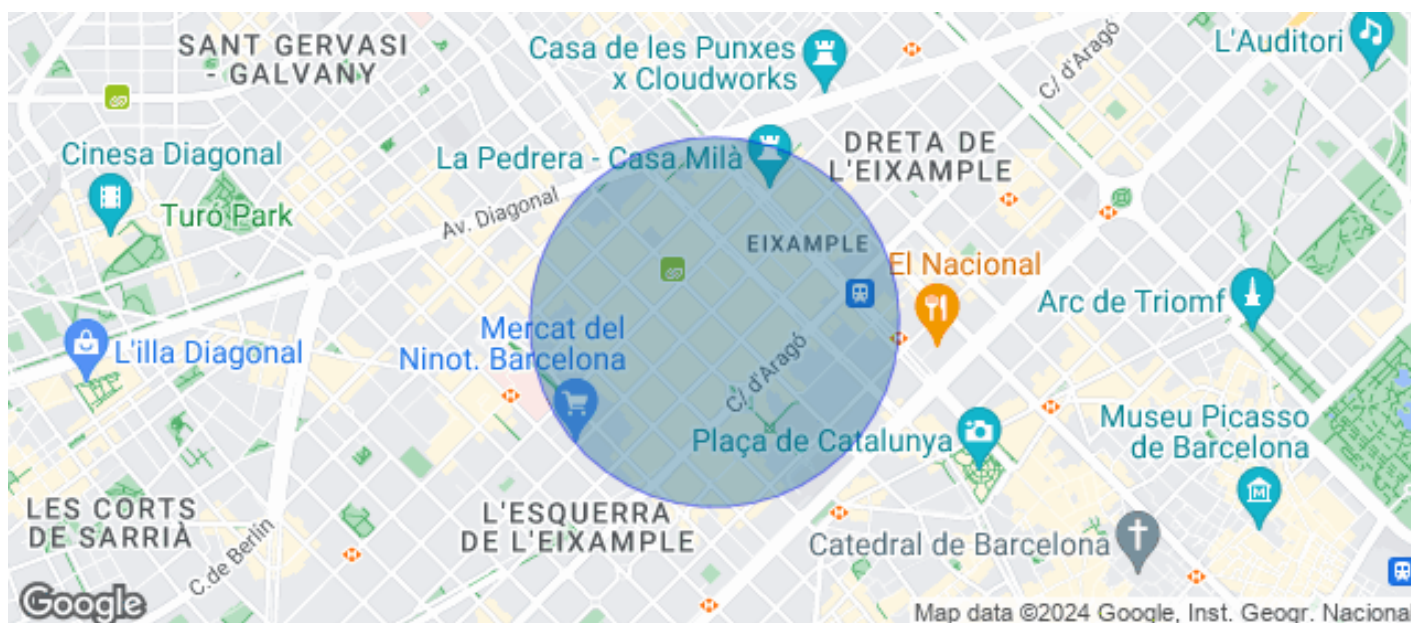 SANT GERVASI
- GALVANY
Casa de les Punxes
x Cloudworks
C/ d'Aragó
L'Auditori
Cinesa Diagonal
La Pedrera - Casa Milà
DRETA DE
L'EIXAMPLE
Turó Park
Av. Diagonal
EIXAMPLE
El Nacional
Arc de Triomf
L'illa Diagonal
Mercat del
Ninot. Barcelona
C/ d'Aragó
Plaça de Catalunya
Museu Picasso
de Barcelona
LES CORTS
DE SARRIÀ
C. de Berlín
L'ESQUERRA
DE L'EIXAMPLE
Catedral de Barcelona
Google
Map data ©2024 Google, Inst. Geogr. Nacional